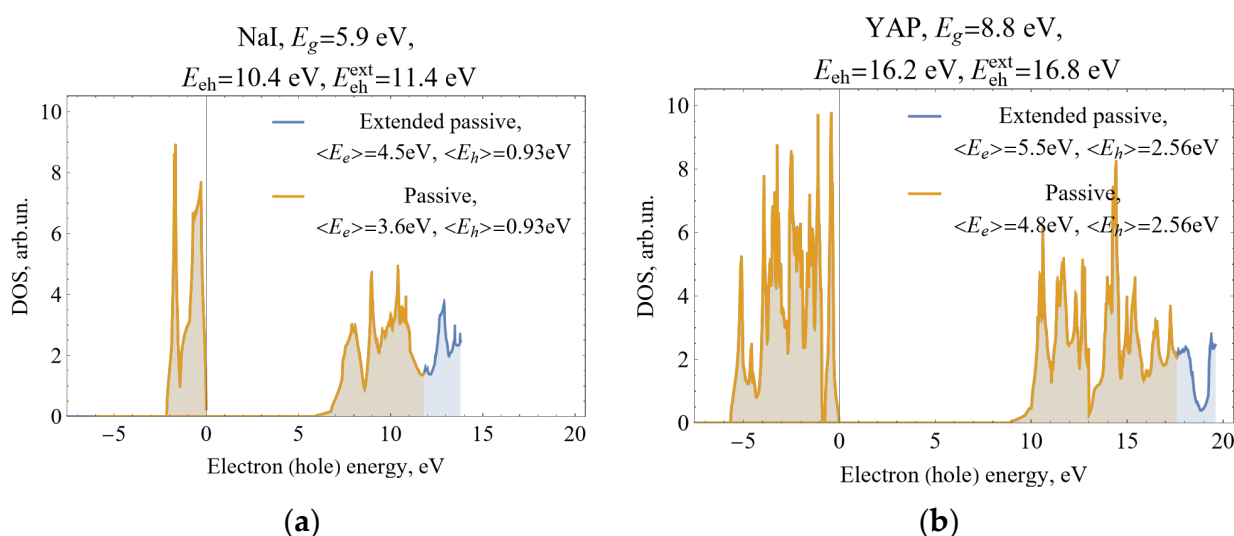 NaI, E_g=5.9 eV,
E_eh=10.4 eV, E_eh^ext=11.4 eV
DOS, arb.un.
10
8
6
4
2
0
Extended passive,
<E_e>=4.5eV, <E_h>=0.93eV
Passive,
<E_e>=3.6eV, <E_h>=0.93eV
−5 0 5 10 15 20
Electron (hole) energy, eV
(a)
YAP, E_g=8.8 eV,
E_eh=16.2 eV, E_eh^ext=16.8 eV
DOS, arb.un.
10
8
6
4
2
0
Extended passive,
<E_e>=5.5eV, <E_h>=2.56eV
Passive,
<E_e>=4.8eV, <E_h>=2.56eV
−5 0 5 10 15 20
Electron (hole) energy, eV
(b)